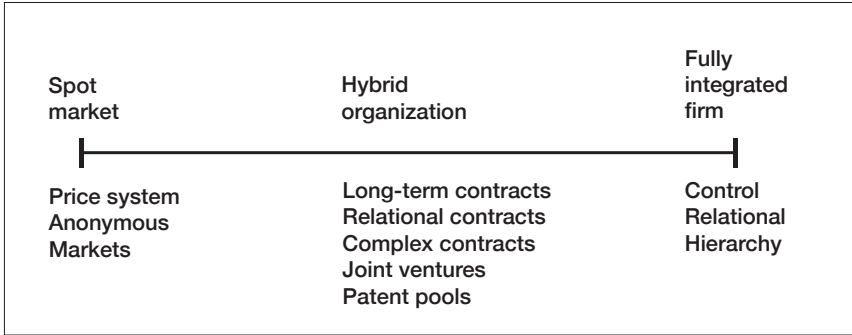 Spot
market
Hybrid
organization
Fully
integrated
firm
Price system
Anonymous
Markets
Long-term contracts
Relational contracts
Complex contracts
Joint ventures
Patent pools
Control
Relational
Hierarchy